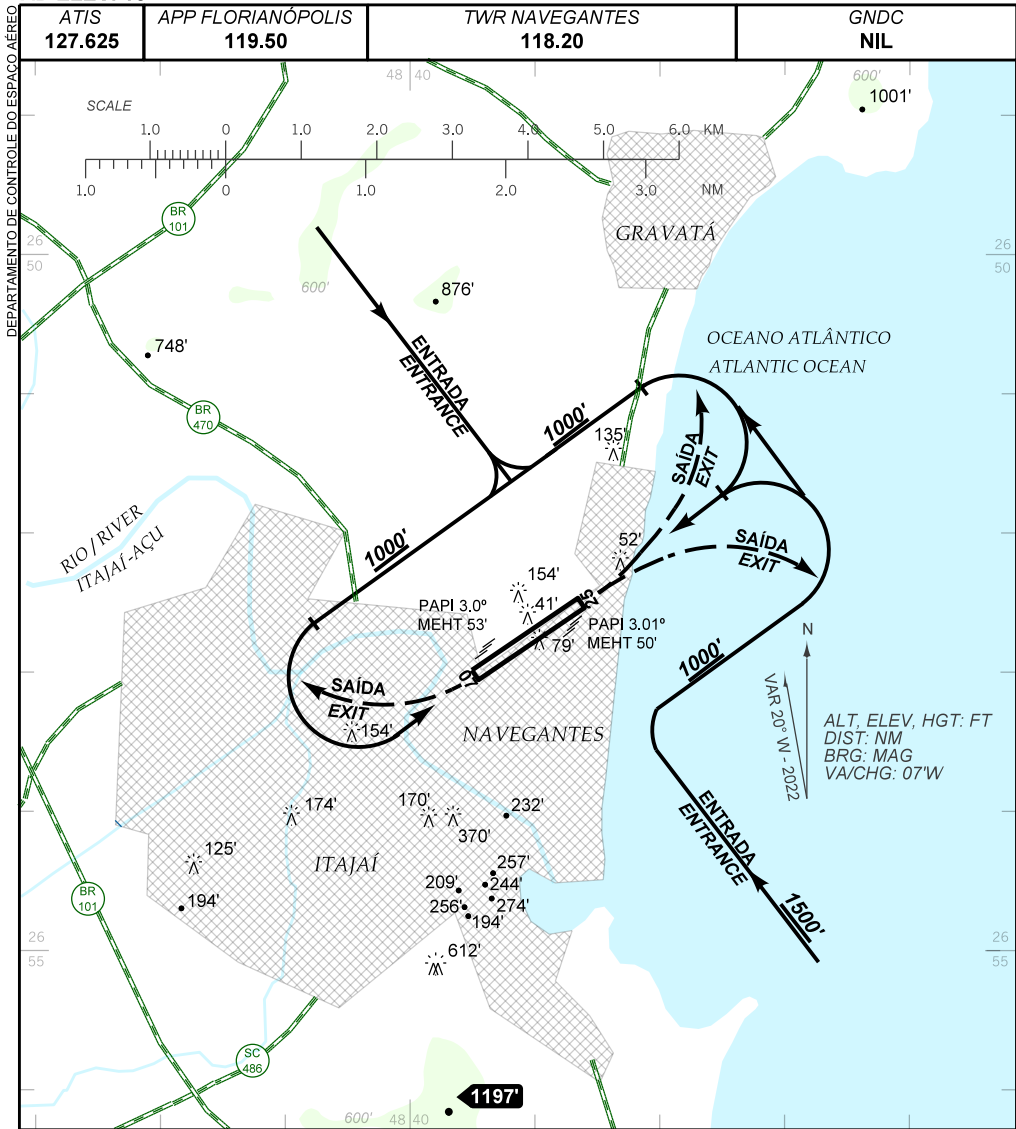 DEPARTAMENTO DE CONTROLE DO ESPAÇO AÉREO
ATIS
127.625
APP FLORIANÓPOLIS
119.50
TWR NAVEGANTES
118.20
GNDC
NIL
48 40
600'
1001'
SCALE
1.0 0 1.0 2.0 3.0 4.0 5.0 6.0 KM
1.0 0 1.0 2.0 3.0 NM
BR
101
GRAVATÁ
26
50
26
50
600'
876'
OCEANO ATLÂNTICO
ATLANTIC OCEAN
748'
ENTRADA
ENTRANCE
BR
470
1000'
135'
SAÍDA
EXIT
RIO / RIVER
ITAJAÍ-AÇU
1000'
52'
SAÍDA
EXIT
154'
PAPI 3.0º
MEHT 53'
41'
25
79'
PAPI 3.01º
MEHT 50'
07
N
1000'
SAÍDA
EXIT
VAR 20° W - 2022
154'
NAVEGANTES
ALT, ELEV, HGT: FT
DIST: NM
BRG: MAG
VA/CHG: 07'W
174'
170'
232'
370'
ENTRADA
ENTRANCE
125'
ITAJAÍ
257'
209'
244'
BR
101
194'
256'
274'
194'
1500'
26
55
612'
26
55
SC
486
1197'
600'
48 40